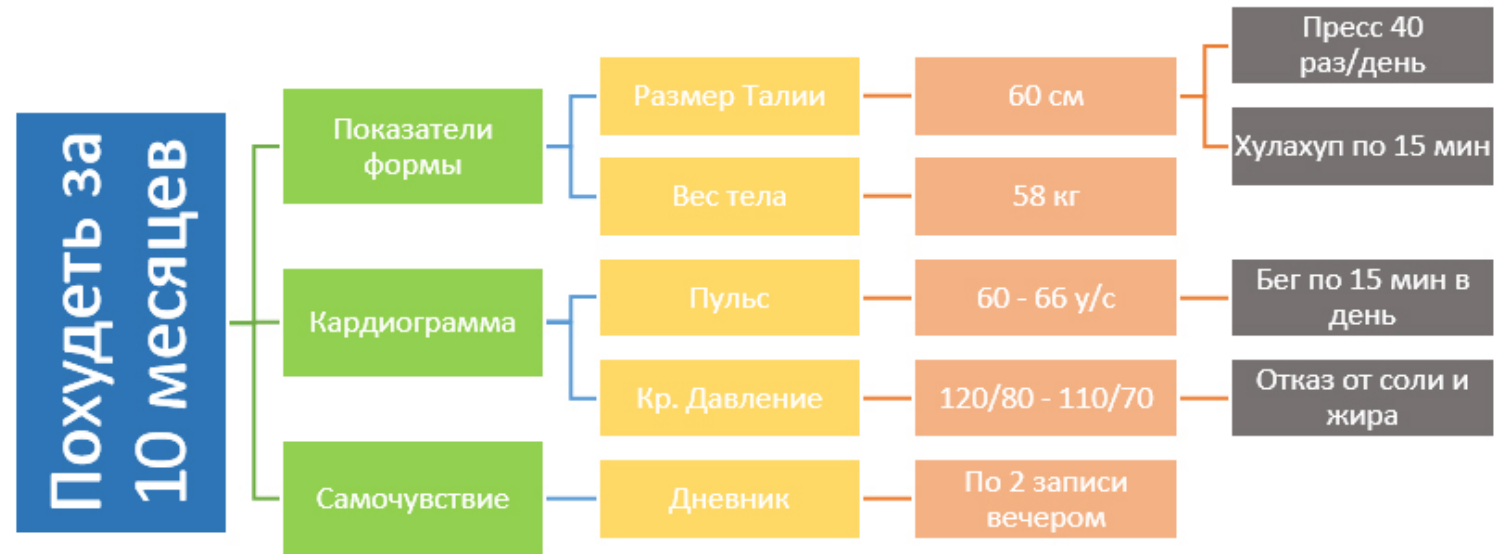 Похудеть за
10 месяцев
Показатели
формы
Размер Талии
60 см
Пресс 40
раз/день
Хулахуп по 15 мин
Вес тела
58 кг
Кардиограмма
Пульс
60 - 66 у/с
Бег по 15 мин в
день
Кр. Давление
120/80 - 110/70
Отказ от соли и
жира
Самочувствие
Дневник
По 2 записи
вечером